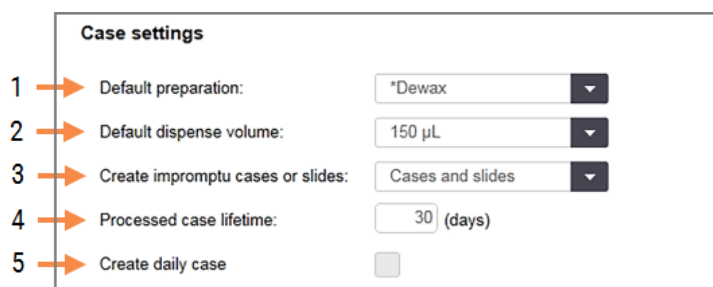 Case settings
1 Default preparation: *Dewax
2 Default dispense volume: 150 µL
3 Create impromptu cases or slides: Cases and slides
4 Processed case lifetime: 30 (days)
5 Create daily case